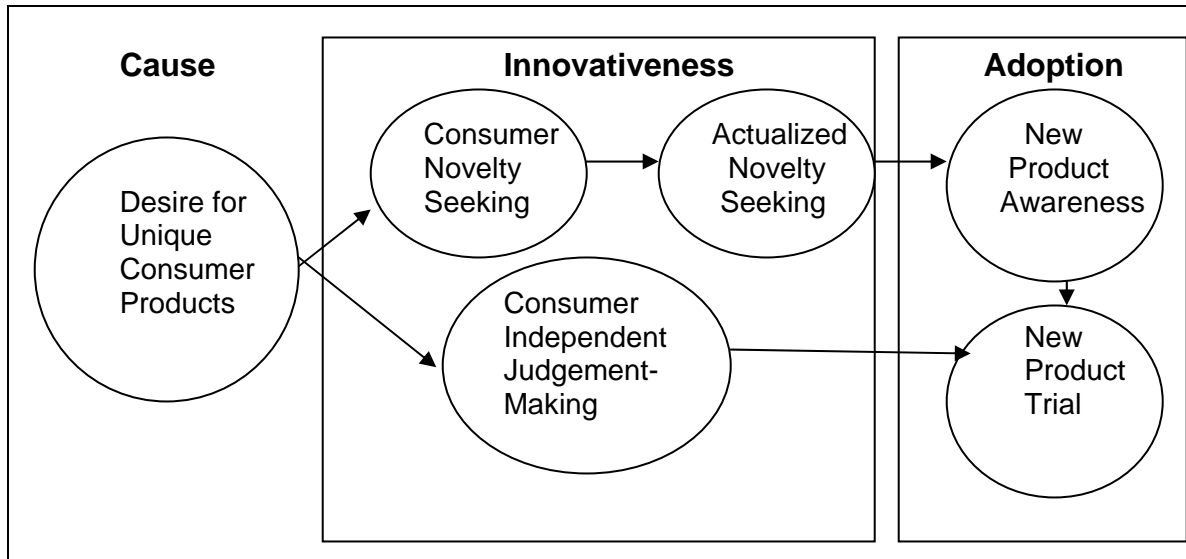 Cause
Innovativeness
Adoption
Desire for
Unique
Consumer
Products
Consumer
Novelty
Seeking
Actualized
Novelty
Seeking
New
Product
Awareness
Consumer
Independent
Judgement-
Making
New
Product
Trial